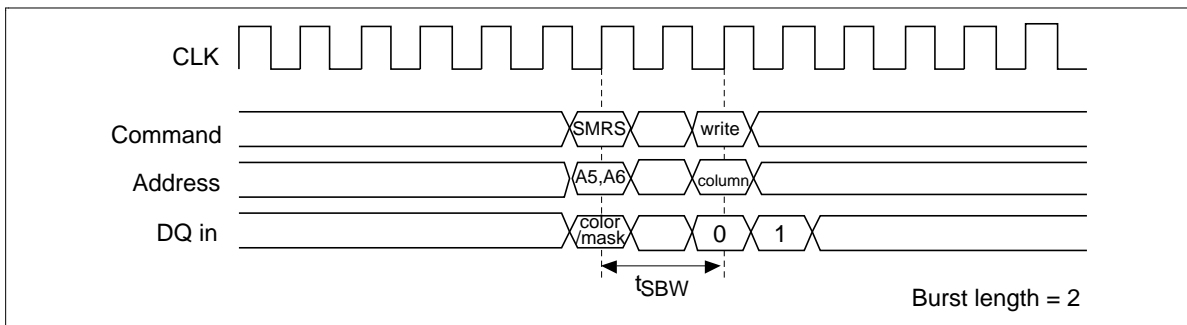 CLK
Command SMRS write
Address A5,A6 column
DQ in color /mask 0 1
tSBW
Burst length = 2